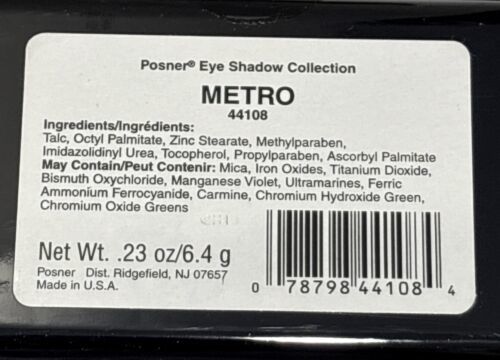 Posner® Eye Shadow Collection
METRO
44108
Ingredients/Ingrédients:
Talc, Octyl Palmitate, Zinc Stearate, Methylparaben,
Imidazolidinyl Urea, Tocopherol, Propylparaben, Ascorbyl Palmitate
May Contain/Peut Contenir: Mica, Iron Oxides, Titanium Dioxide,
Bismuth Oxychloride, Manganese Violet, Ultramarines, Ferric
Ammonium Ferrocyanide, Carmine, Chromium Hydroxide Green,
Chromium Oxide Greens
Net Wt. .23 oz/6.4 g
Posner Dist. Ridgefield, NJ 07657
Made in U.S.A.
0 78798 44108 4